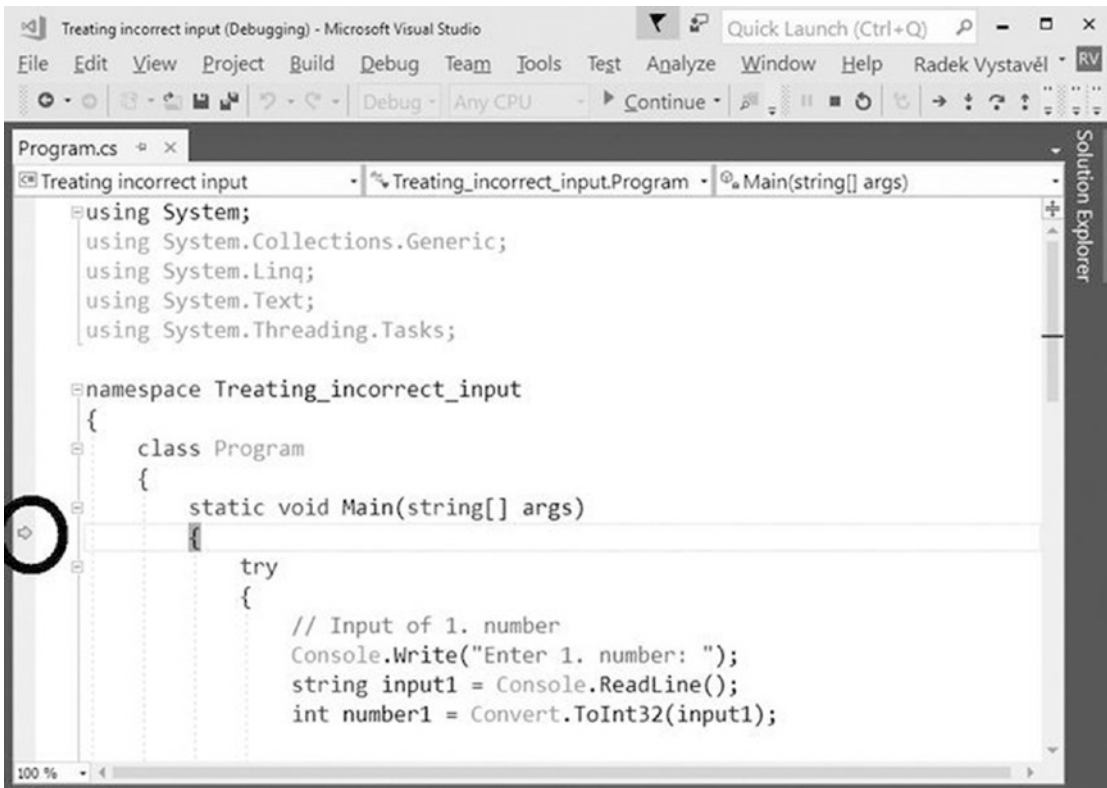 Treating incorrect input (Debugging) - Microsoft Visual Studio
Quick Launch (Ctrl+Q)
File Edit View Project Build Debug Team Tools Test Analyze Window Help Radek Vystavěl RV
Debug Any CPU Continue
Program.cs
Solution Explorer
C# Treating incorrect input Treating_incorrect_input.Program Main(string[] args)
using System;
using System.Collections.Generic;
using System.Linq;
using System.Text;
using System.Threading.Tasks;
namespace Treating_incorrect_input
{
class Program
{
static void Main(string[] args)
{
try
{
// Input of 1. number
Console.Write("Enter 1. number: ");
string input1 = Console.ReadLine();
int number1 = Convert.ToInt32(input1);
100 %